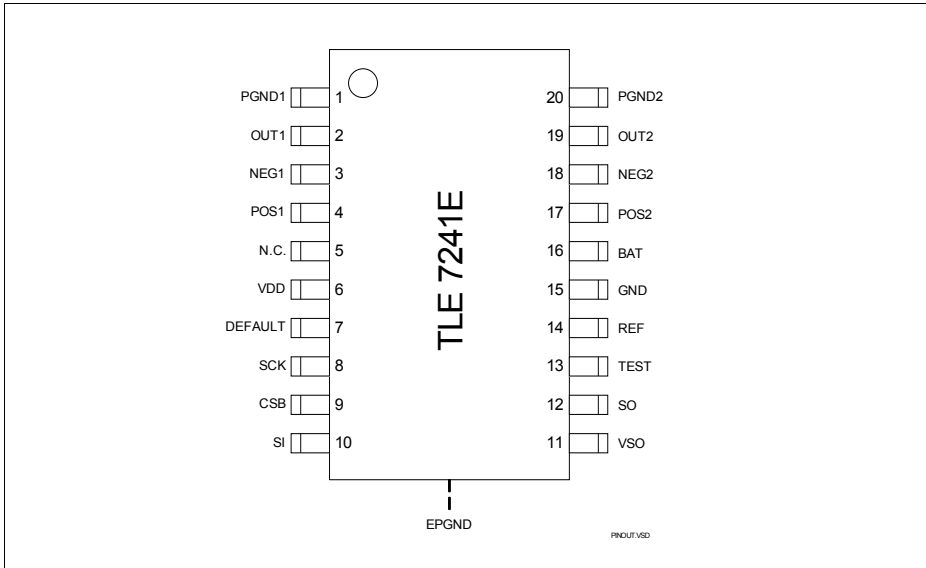 PGND1 1 20 PGND2
OUT1 2 19 OUT2
NEG1 3 18 NEG2
POS1 4 17 POS2
N.C. 5 16 BAT
VDD 6 15 GND
DEFAULT 7 14 REF
SCK 8 13 TEST
CSB 9 12 SO
SI 10 11 VSO
TLE 7241E
EPGND
PINOUT.VSD